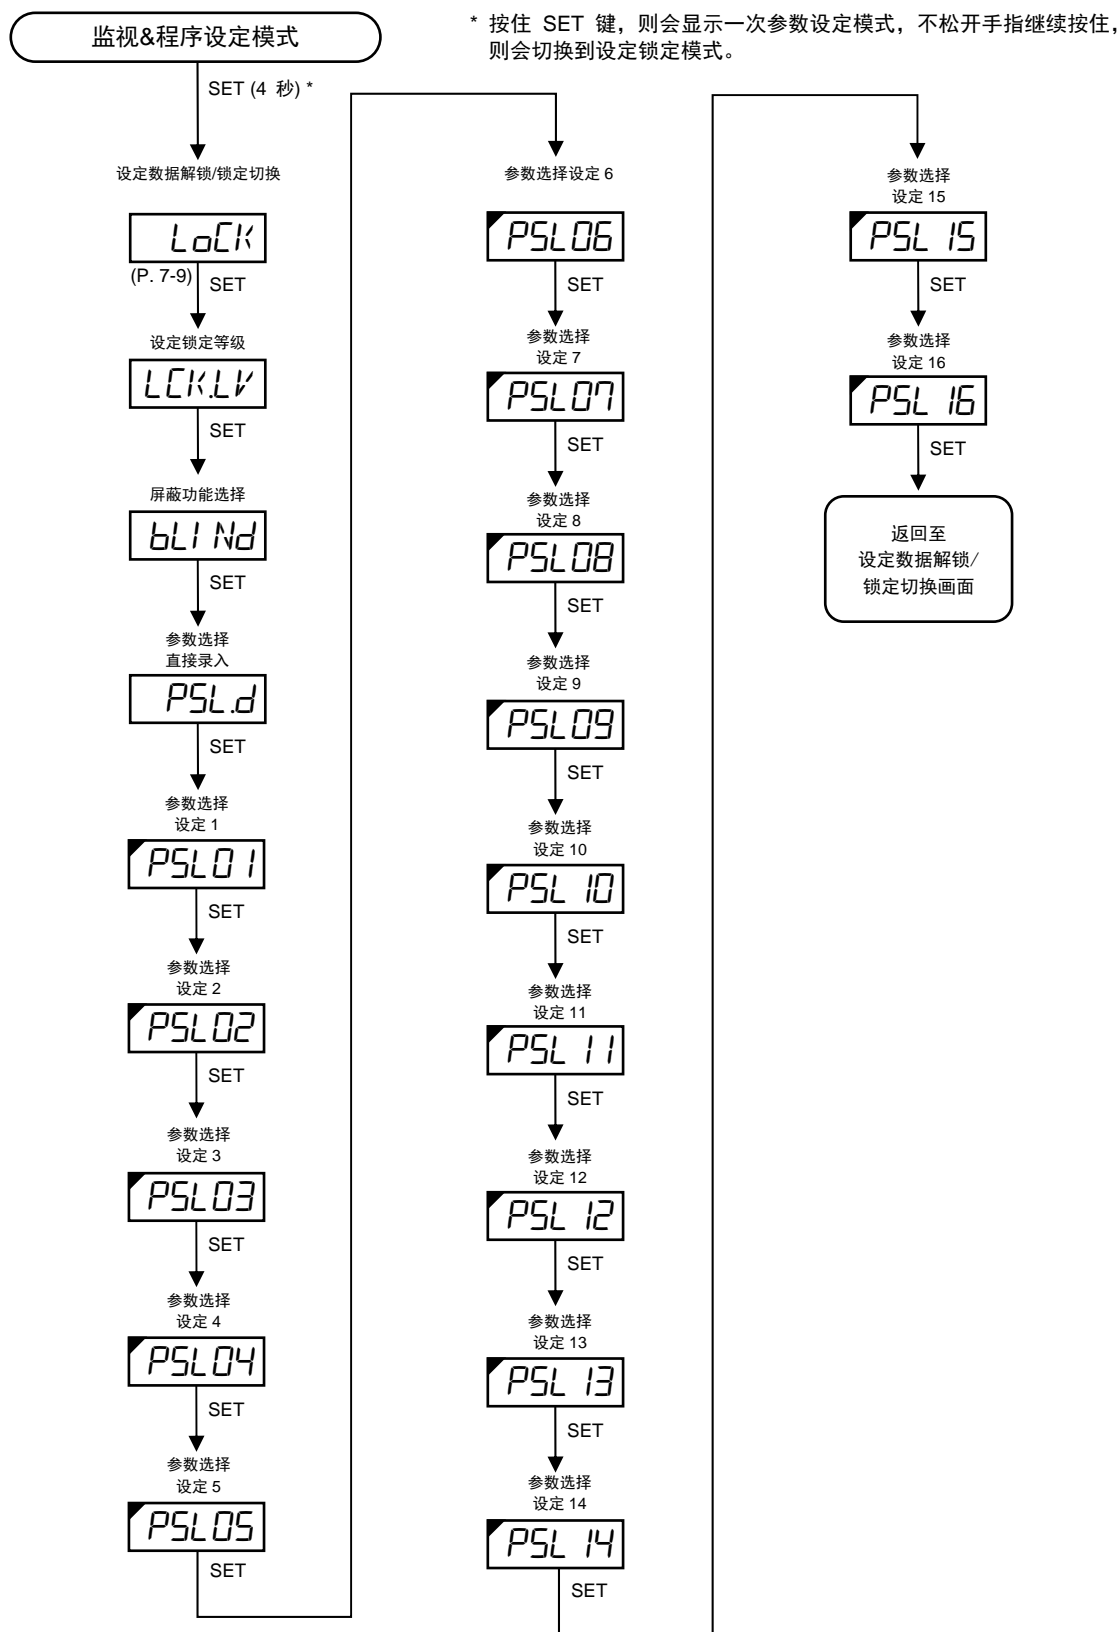 监视&程序设定模式
* 按住 SET 键，则会显示一次参数设定模式，不松开手指继续按住，
则会切换到设定锁定模式。
SET (4 秒) *
设定数据解锁/锁定切换
LoCK
(P. 7-9)
SET
设定锁定等级
LCK.LV
SET
屏蔽功能选择
bLINd
SET
参数选择
直接录入
PSL.d
SET
参数选择
设定 1
PSL01
SET
参数选择
设定 2
PSL02
SET
参数选择
设定 3
PSL03
SET
参数选择
设定 4
PSL04
SET
参数选择
设定 5
PSL05
SET
参数选择设定 6
PSL06
SET
参数选择
设定 7
PSL07
SET
参数选择
设定 8
PSL08
SET
参数选择
设定 9
PSL09
SET
参数选择
设定 10
PSL 10
SET
参数选择
设定 11
PSL 11
SET
参数选择
设定 12
PSL 12
SET
参数选择
设定 13
PSL 13
SET
参数选择
设定 14
PSL 14
SET
参数选择
设定 15
PSL 15
SET
参数选择
设定 16
PSL 16
SET
返回至
设定数据解锁/
锁定切换画面